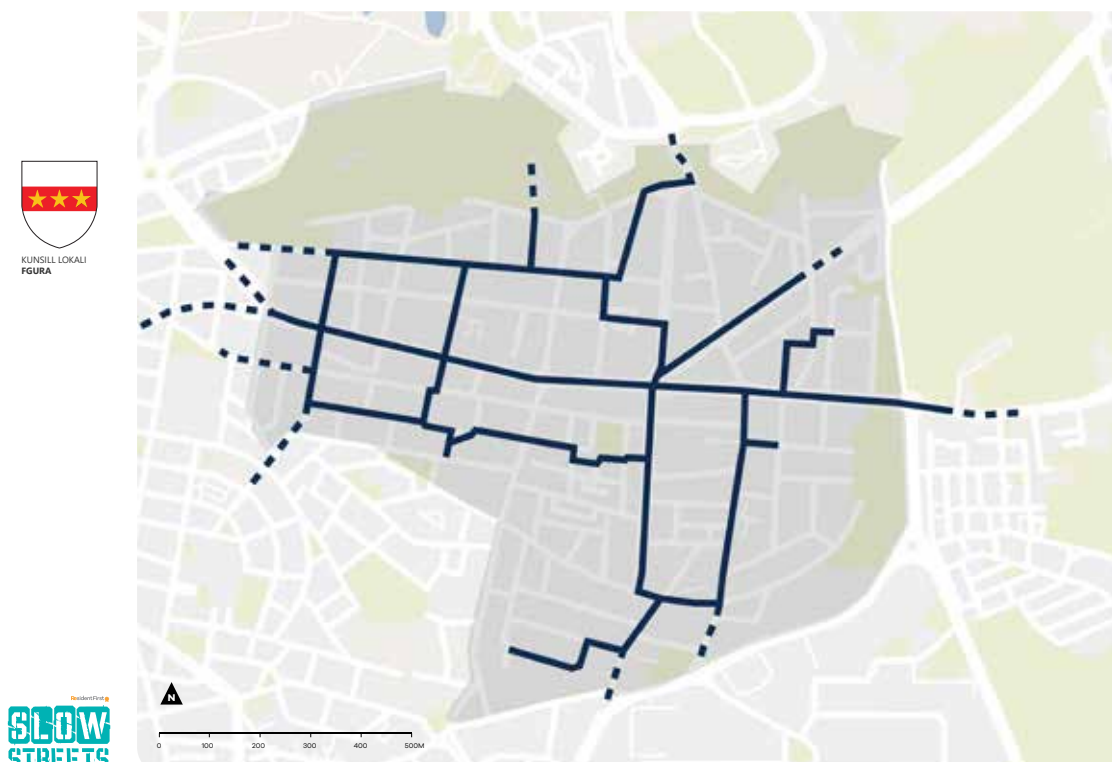 KUNSILL LOKALI
FGURA
N
0 100 200 300 400 500M
Resident First
SLOW
STREETS